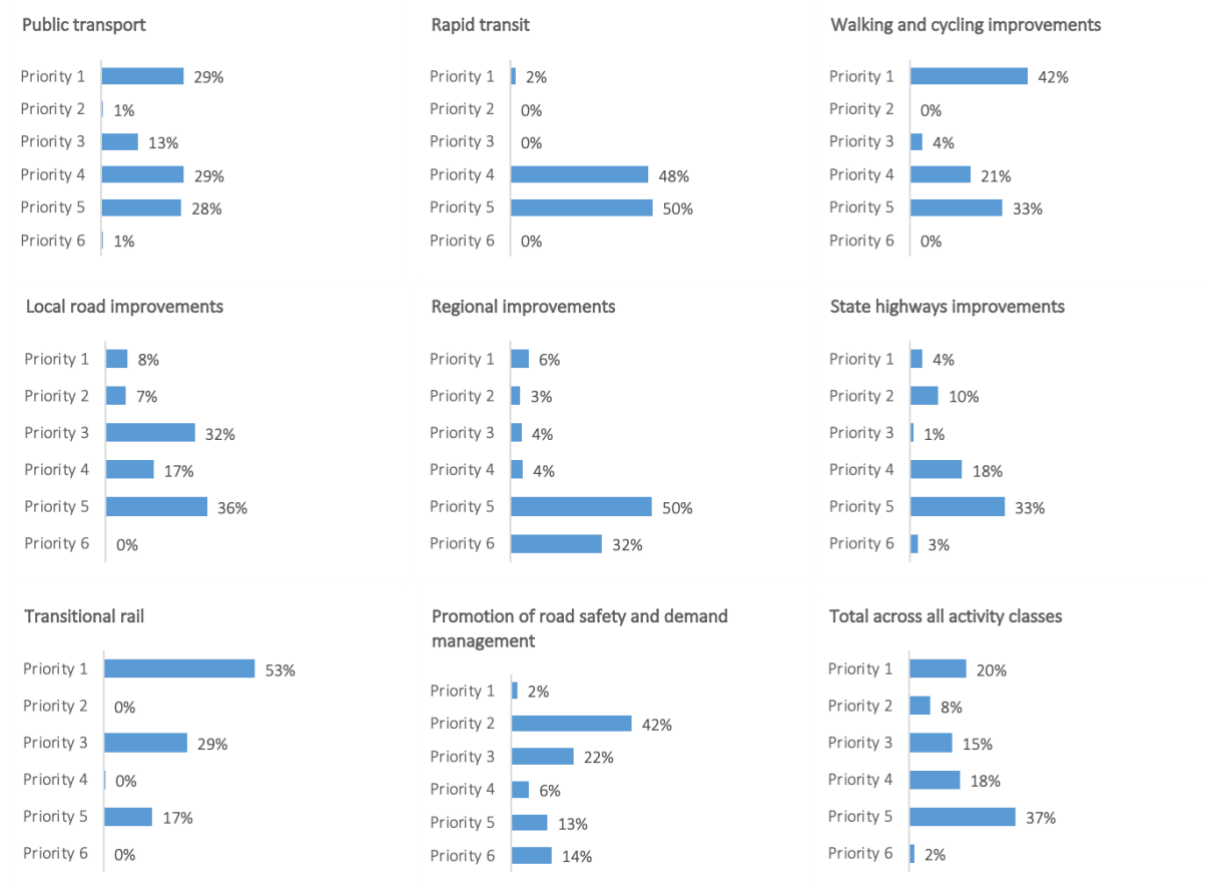 Public transport
Priority 1 29%
Priority 2 1%
Priority 3 13%
Priority 4 29%
Priority 5 28%
Priority 6 1%
Rapid transit
Priority 1 2%
Priority 2 0%
Priority 3 0%
Priority 4 48%
Priority 5 50%
Priority 6 0%
Walking and cycling improvements
Priority 1 42%
Priority 2 0%
Priority 3 4%
Priority 4 21%
Priority 5 33%
Priority 6 0%
Local road improvements
Priority 1 8%
Priority 2 7%
Priority 3 32%
Priority 4 17%
Priority 5 36%
Priority 6 0%
Regional improvements
Priority 1 6%
Priority 2 3%
Priority 3 4%
Priority 4 4%
Priority 5 50%
Priority 6 32%
State highways improvements
Priority 1 4%
Priority 2 10%
Priority 3 1%
Priority 4 18%
Priority 5 33%
Priority 6 3%
Transitional rail
Priority 1 53%
Priority 2 0%
Priority 3 29%
Priority 4 0%
Priority 5 17%
Priority 6 0%
Promotion of road safety and demand
management
Priority 1 2%
Priority 2 42%
Priority 3 22%
Priority 4 6%
Priority 5 13%
Priority 6 14%
Total across all activity classes
Priority 1 20%
Priority 2 8%
Priority 3 15%
Priority 4 18%
Priority 5 37%
Priority 6 2%